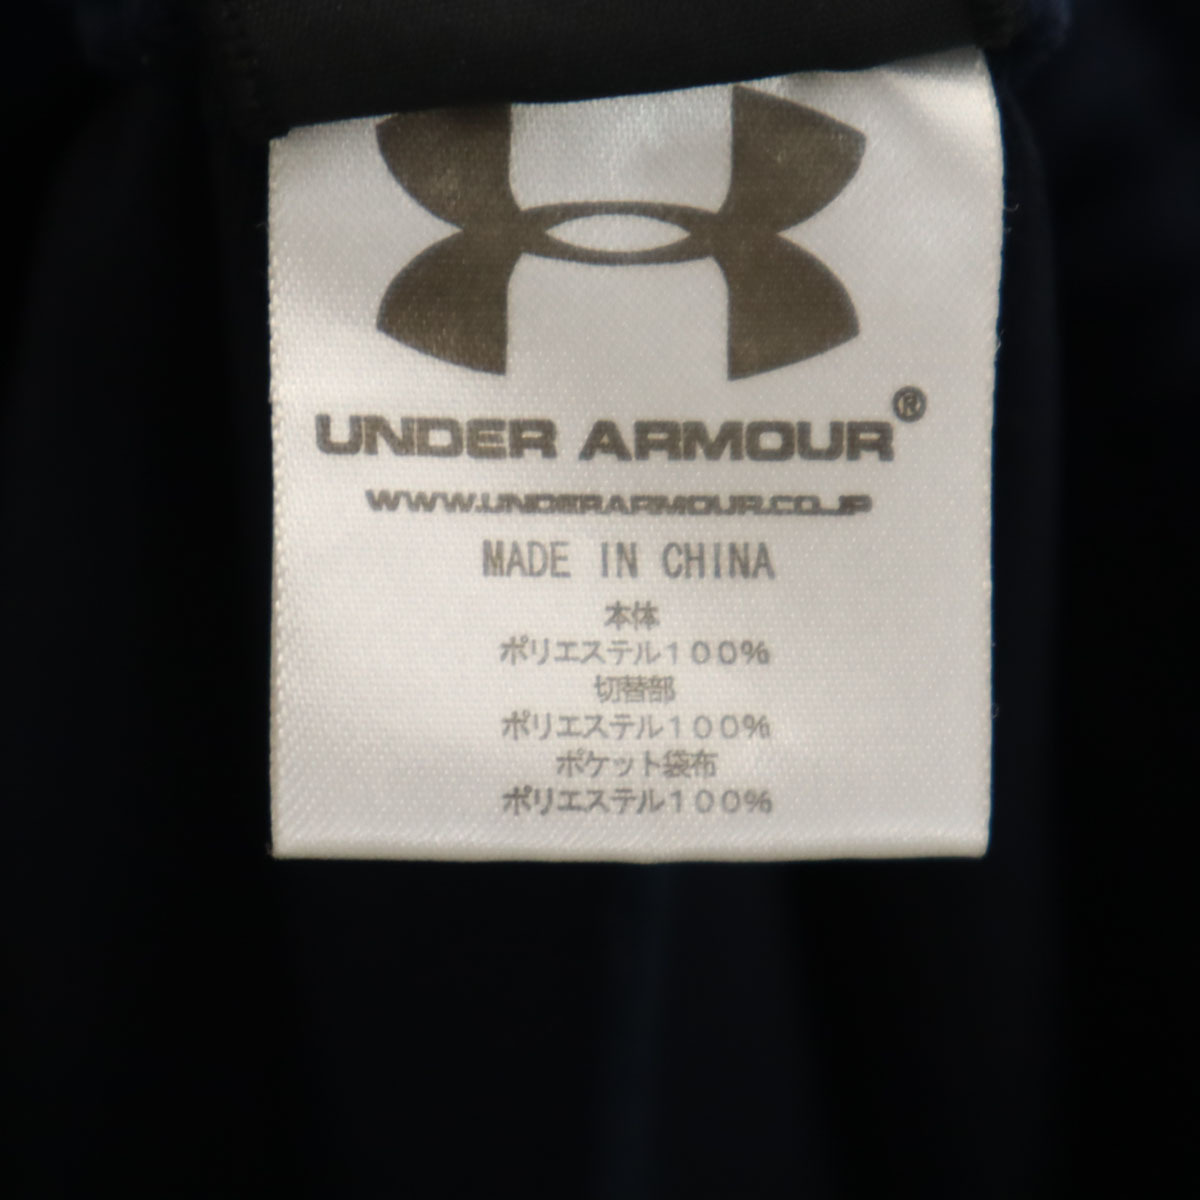 UNDER ARMOUR®
WWW.UNDERARMOUR.CO.JP
MADE IN CHINA
本体
ポリエステル１００％
切替部
ポリエステル１００％
ポケット袋布
ポリエステル１００％